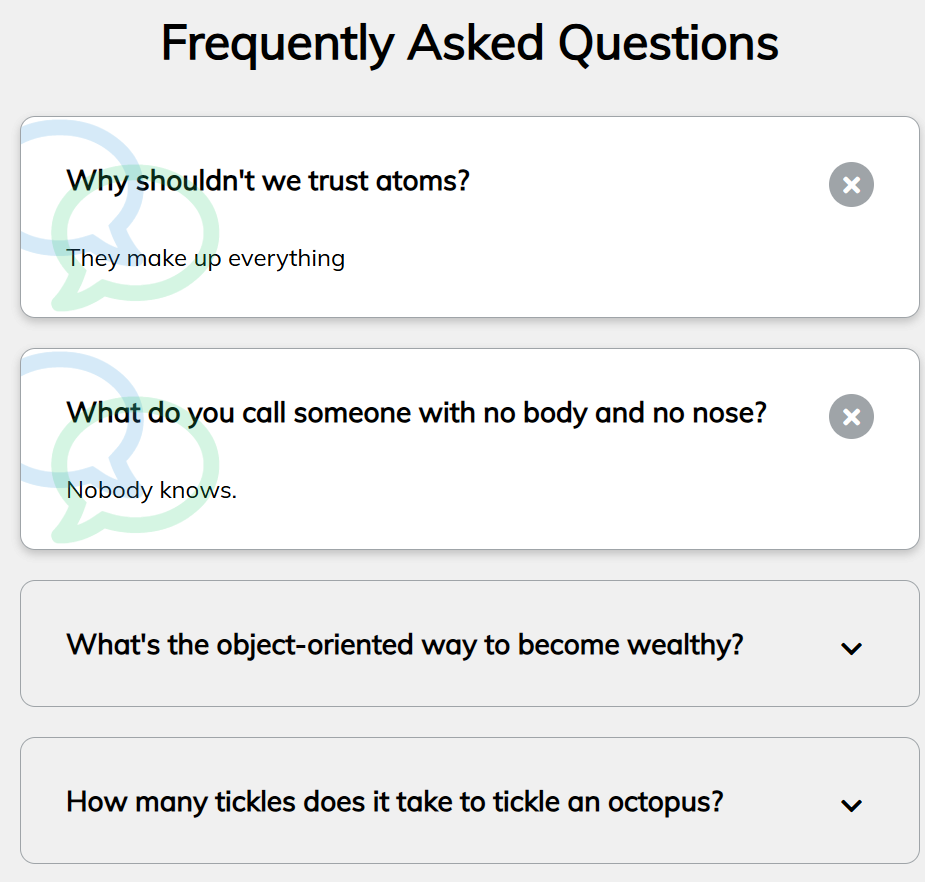 Frequently Asked Questions
Why shouldn't we trust atoms?
They make up everything
What do you call someone with no body and no nose?
Nobody knows.
What's the object-oriented way to become wealthy?
How many tickles does it take to tickle an octopus?